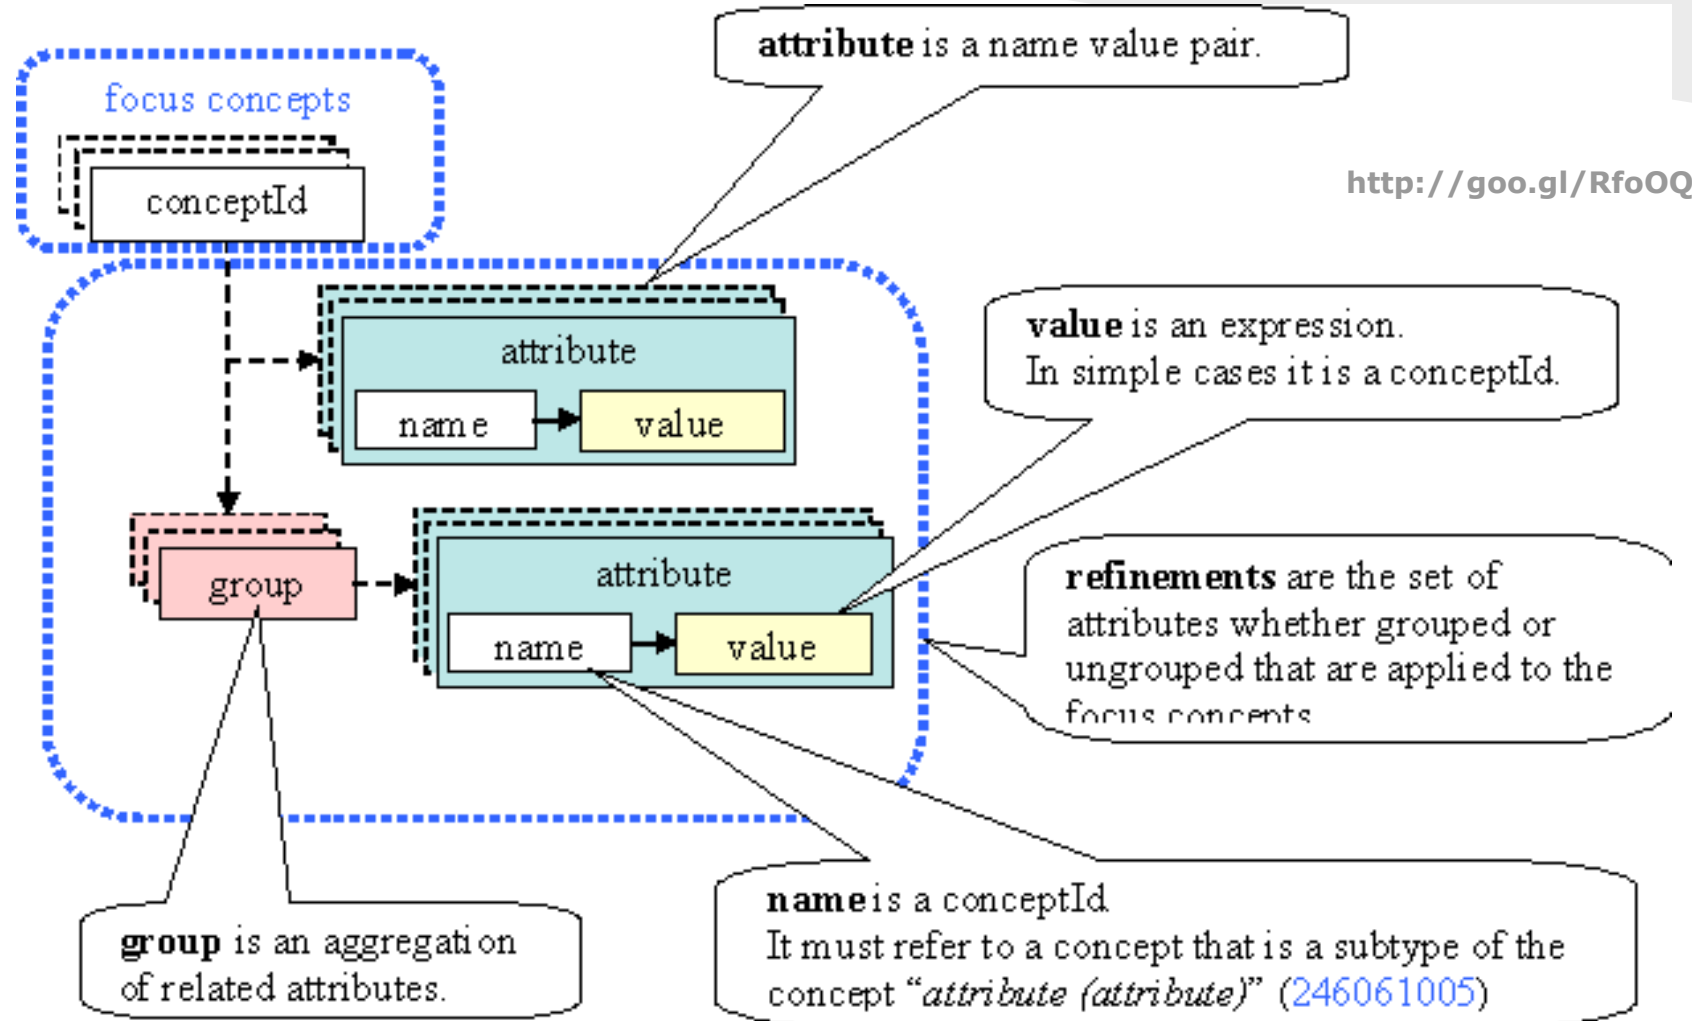 attribute is a name value pair.
focus concepts
conceptId
http://goo.gl/RfoOQ
attribute
name
value
value is an expression.
In simple cases it is a conceptId.
group
attribute
name
value
refinements are the set of
attributes whether grouped or
ungrouped that are applied to the
focus concepts
group is an aggregation
of related attributes.
name is a conceptId
It must refer to a concept that is a subtype of the
concept “attribute (attribute)” (246061005)